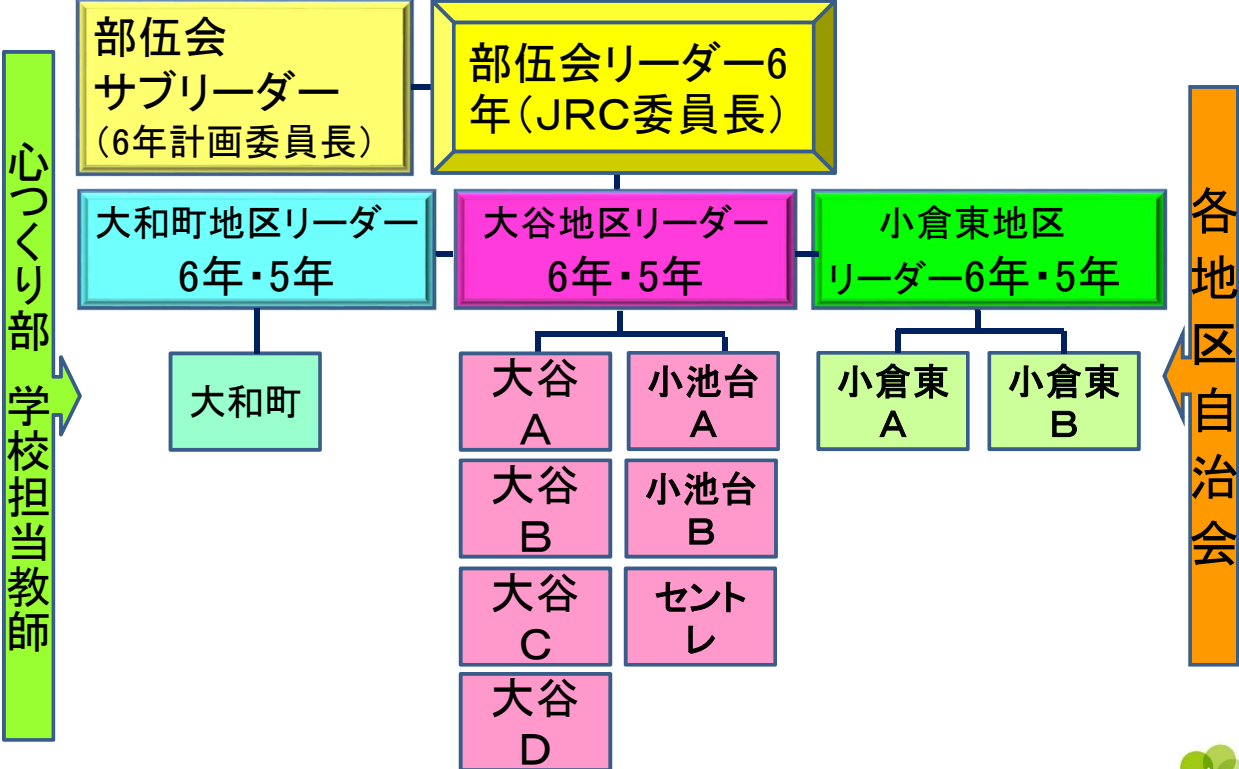 部伍会
サブリーダー
（6年計画委員長）
部伍会リーダー6
年（JRC委員長）
心つくり部　学校担当教師
各地区自治会
大和町地区リーダー
6年・5年
大谷地区リーダー
6年・5年
小倉東地区
リーダー6年・5年
大和町
大谷
A
小池台
A
小倉東
A
小倉東
B
大谷
B
小池台
B
大谷
C
セント
レ
大谷
D